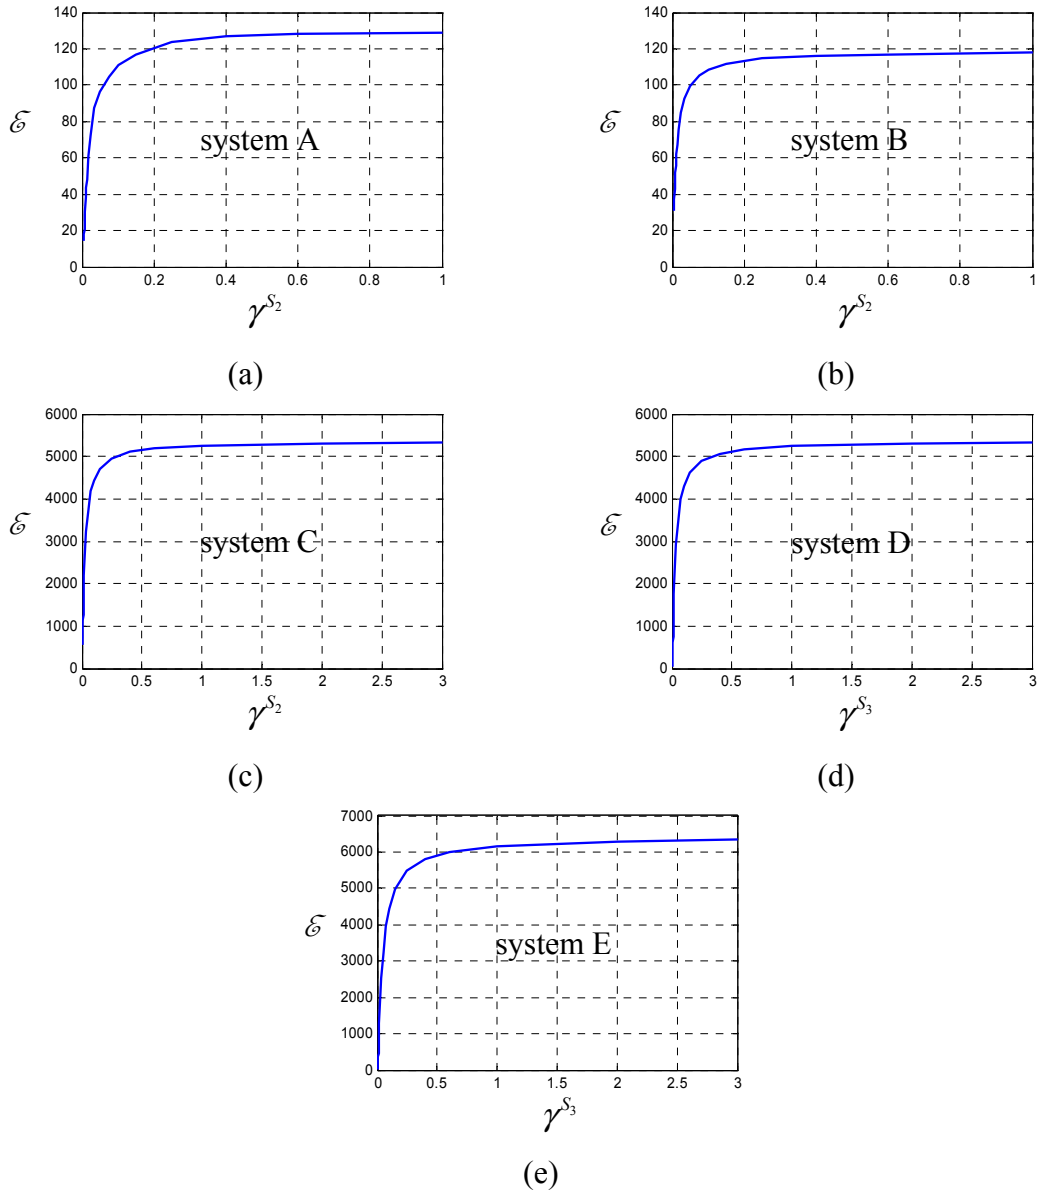 140 140
120 120
100 100
80 80
ℰ ℰ
system A system B
60 60
40 40
20 20
0 0
0 0.2 0.4 0.6 0.8 1 0 0.2 0.4 0.6 0.8 1
γ^{S_2} γ^{S_2}
(a) (b)
6000 6000
5000 5000
4000 4000
ℰ ℰ
3000 system C 3000 system D
2000 2000
1000 1000
0 0
0 0.5 1 1.5 2 2.5 3 0 0.5 1 1.5 2 2.5 3
γ^{S_2} γ^{S_3}
(c) (d)
7000
6000
5000
4000
ℰ
system E
3000
2000
1000
0
0 0.5 1 1.5 2 2.5 3
γ^{S_3}
(e)